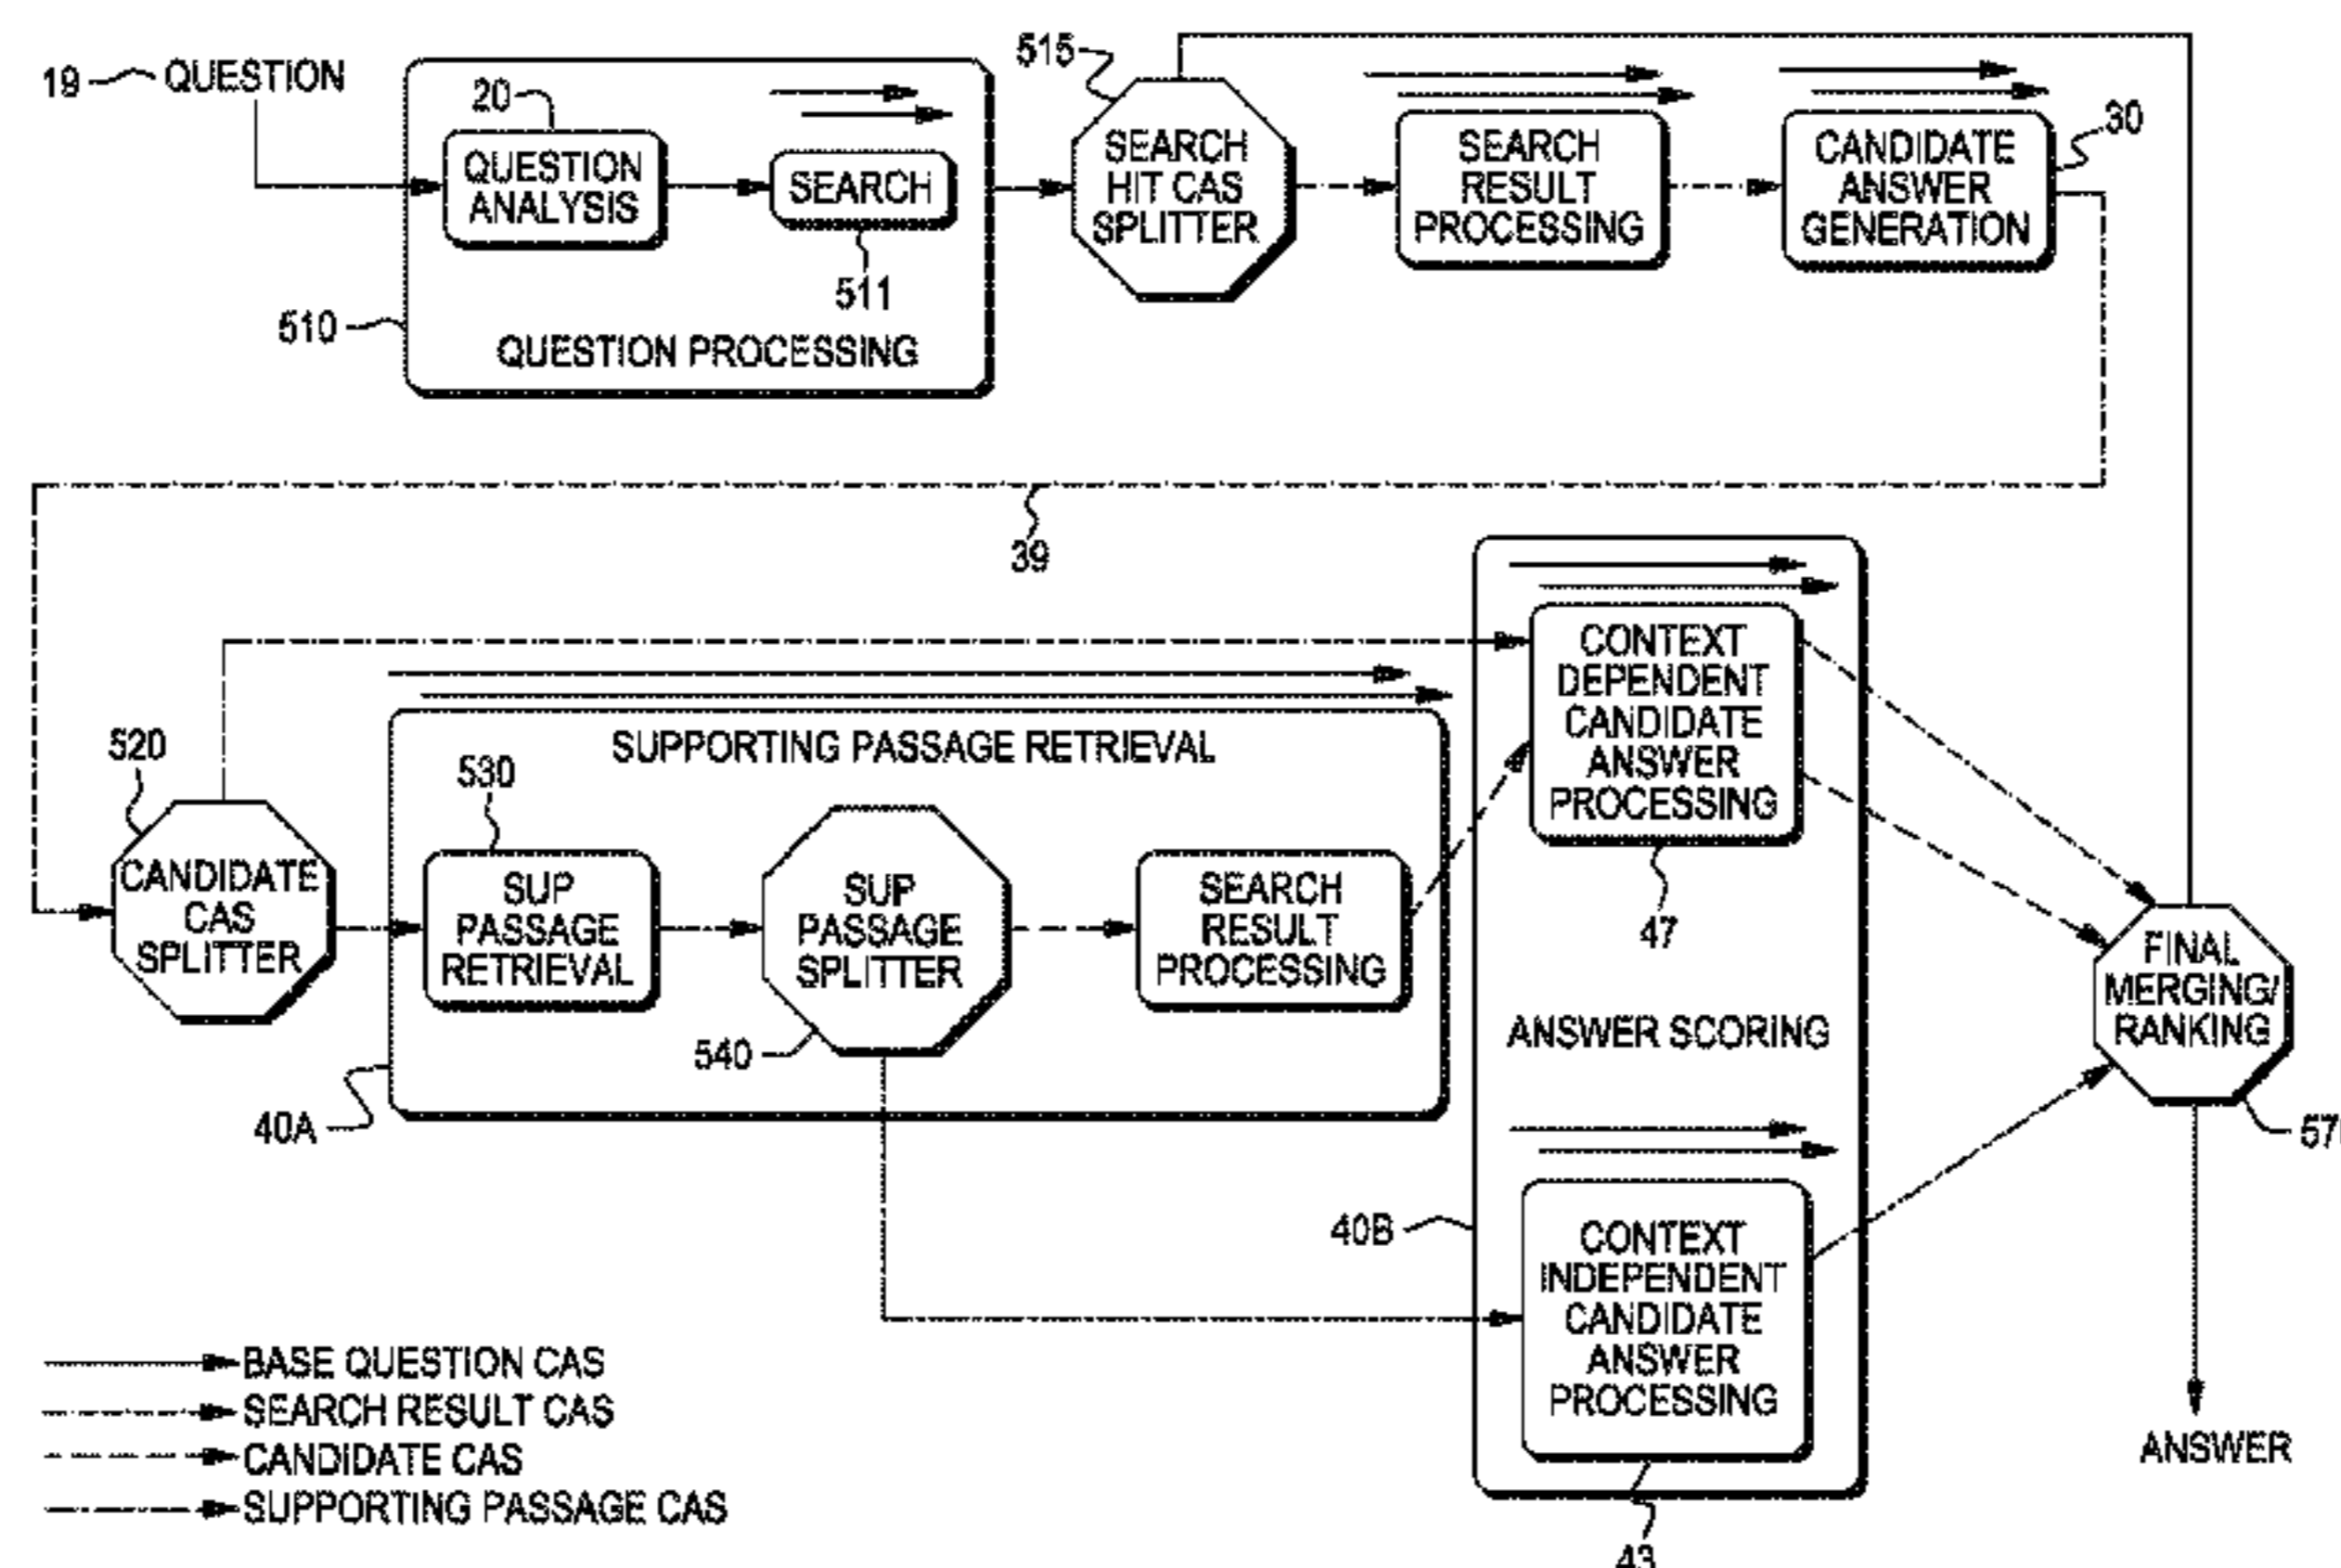 19
QUESTION
20
QUESTION
ANALYSIS
SEARCH
511
510
QUESTION PROCESSING
515
SEARCH
HIT CAS
SPLITTER
SEARCH
RESULT
PROCESSING
CANDIDATE
ANSWER
GENERATION
30
39
520
CANDIDATE
CAS
SPLITTER
SUPPORTING PASSAGE RETRIEVAL
530
SUP
PASSAGE
RETRIEVAL
SUP
PASSAGE
SPLITTER
540
SEARCH
RESULT
PROCESSING
40A
CONTEXT
DEPENDENT
CANDIDATE
ANSWER
PROCESSING
47
ANSWER SCORING
40B
CONTEXT
INDEPENDENT
CANDIDATE
ANSWER
PROCESSING
43
FINAL
MERGING/
RANKING
ANSWER
BASE QUESTION CAS
SEARCH RESULT CAS
CANDIDATE CAS
SUPPORTING PASSAGE CAS